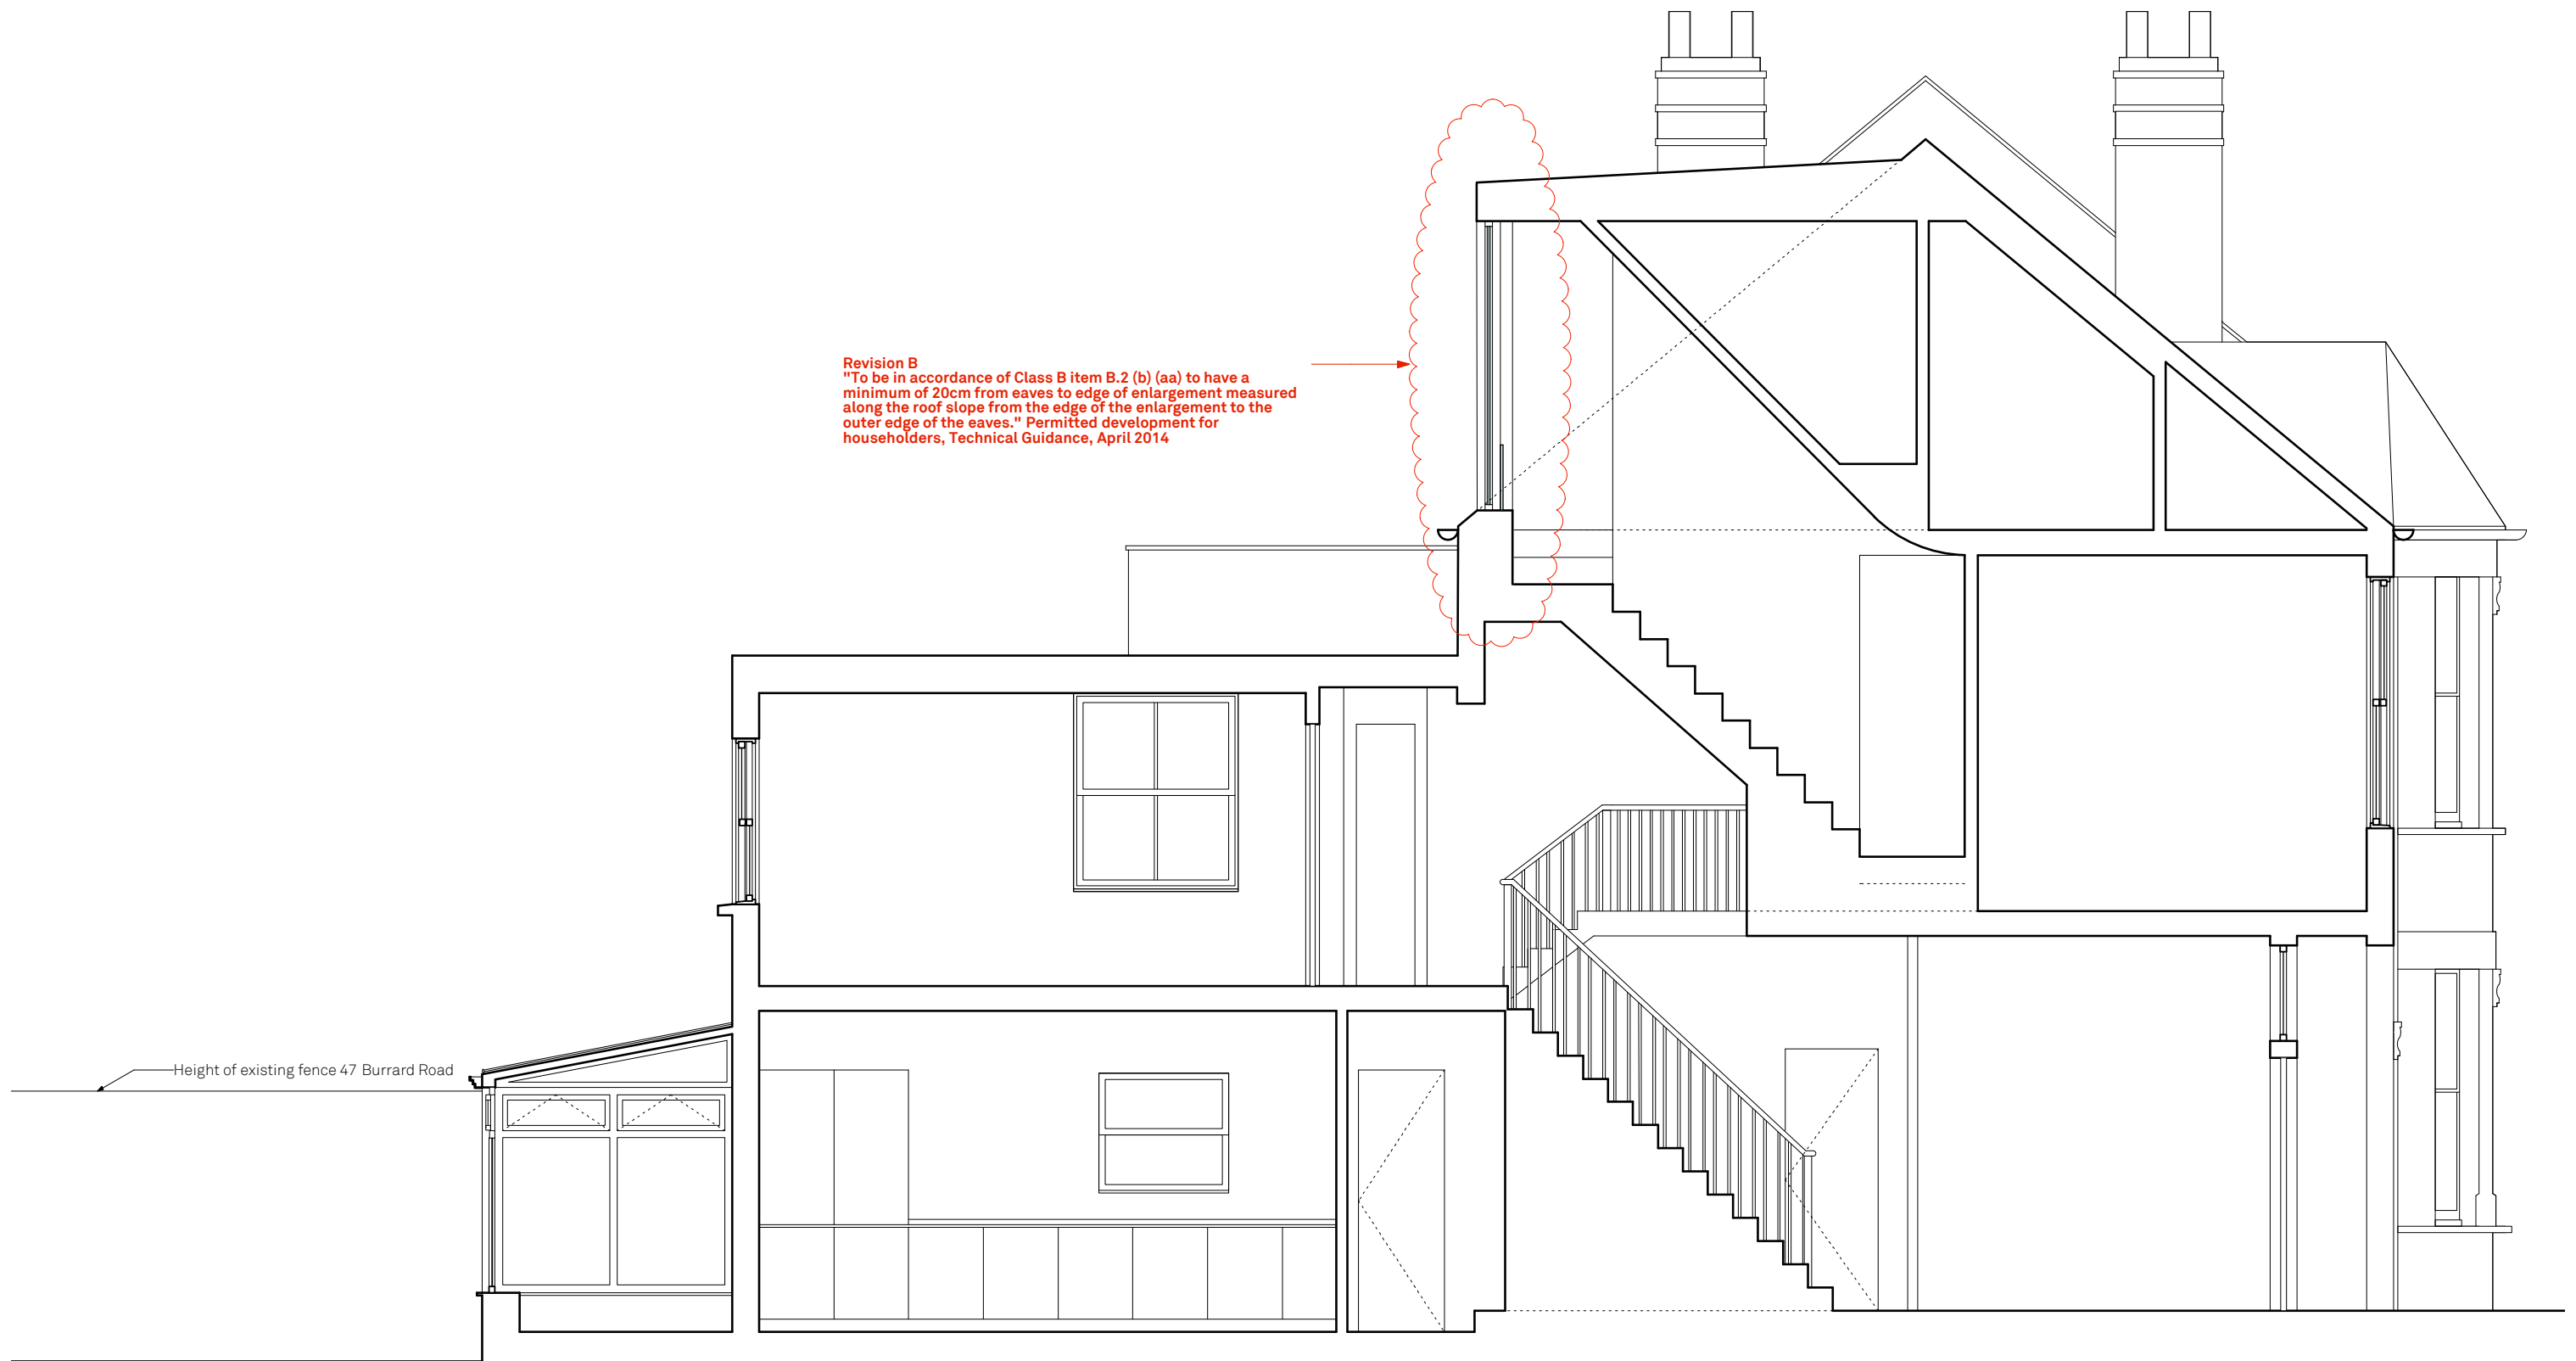 Revision B
"To be in accordance of Class B item B.2 (b) (aa) to have a
minimum of 20cm from eaves to edge of enlargement measured
along the roof slope from the edge of the enlargement to the
outer edge of the eaves." Permitted development for
householders, Technical Guidance, April 2014
Height of existing fence 47 Burrard Road